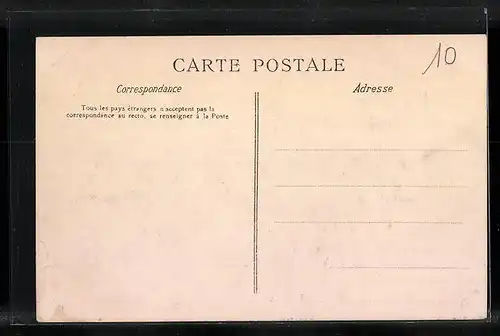 CARTE POSTALE
10
Correspondance
Adresse
Tous les pays étrangers n'acceptent pas la
correspondance au recto, se renseigner à la Poste